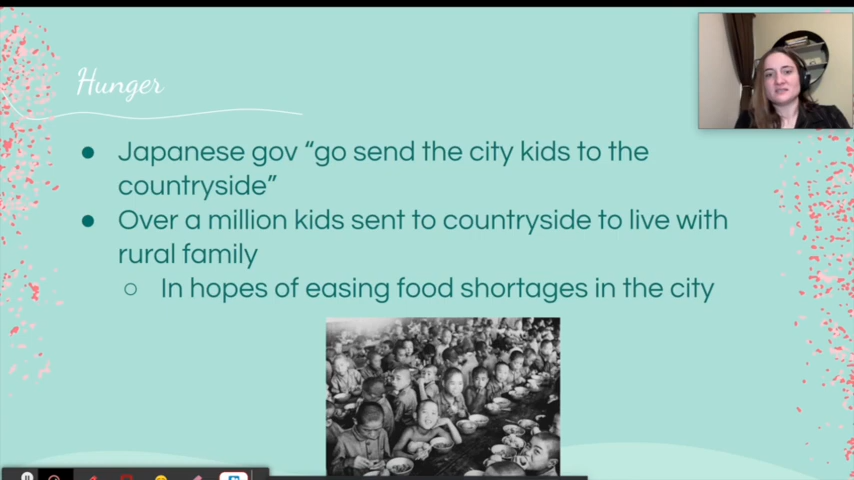 Hunger
● Japanese gov “go send the city kids to the
countryside”
● Over a million kids sent to countryside to live with
rural family
○ In hopes of easing food shortages in the city